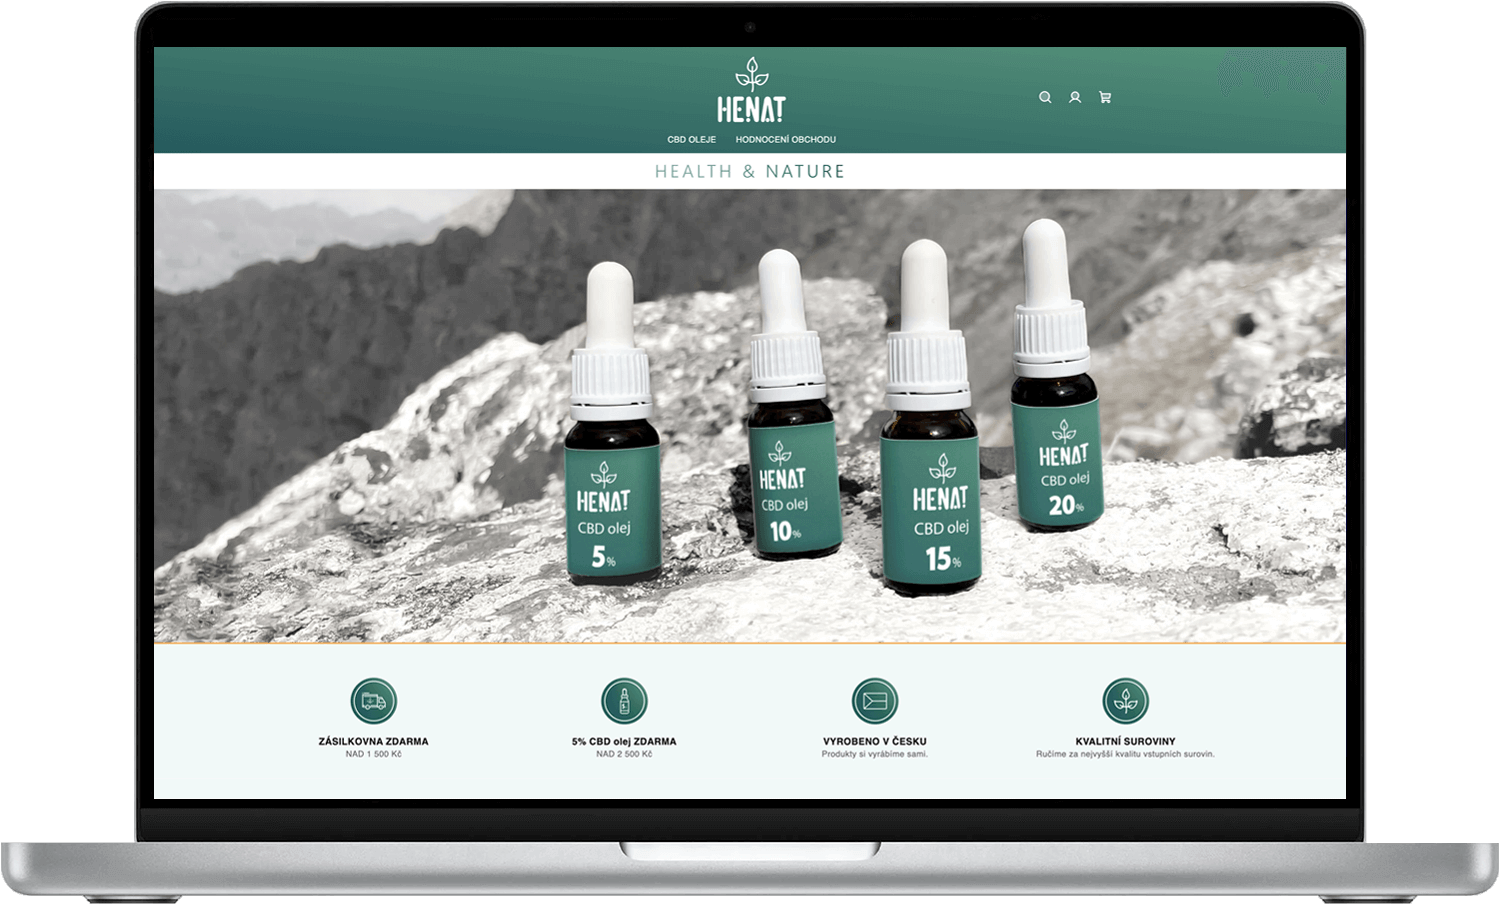 HENAT
CBD OLEJE HODNOCENÍ OBCHODU
HEALTH & NATURE
HENAT
CBD olej
5%
HENAT
CBD olej
10%
HENAT
CBD olej
15%
HENAT
CBD olej
20%
ZÁSILKOVNA ZDARMA
NAD 1 500 Kč
5% CBD olej ZDARMA
NAD 2 500 Kč
VYROBENO V ČESKU
Produkty si vyrábíme sami.
KVALITNÍ SUROVINY
Ručíme za nejvyšší kvalitu vstupních surovin.